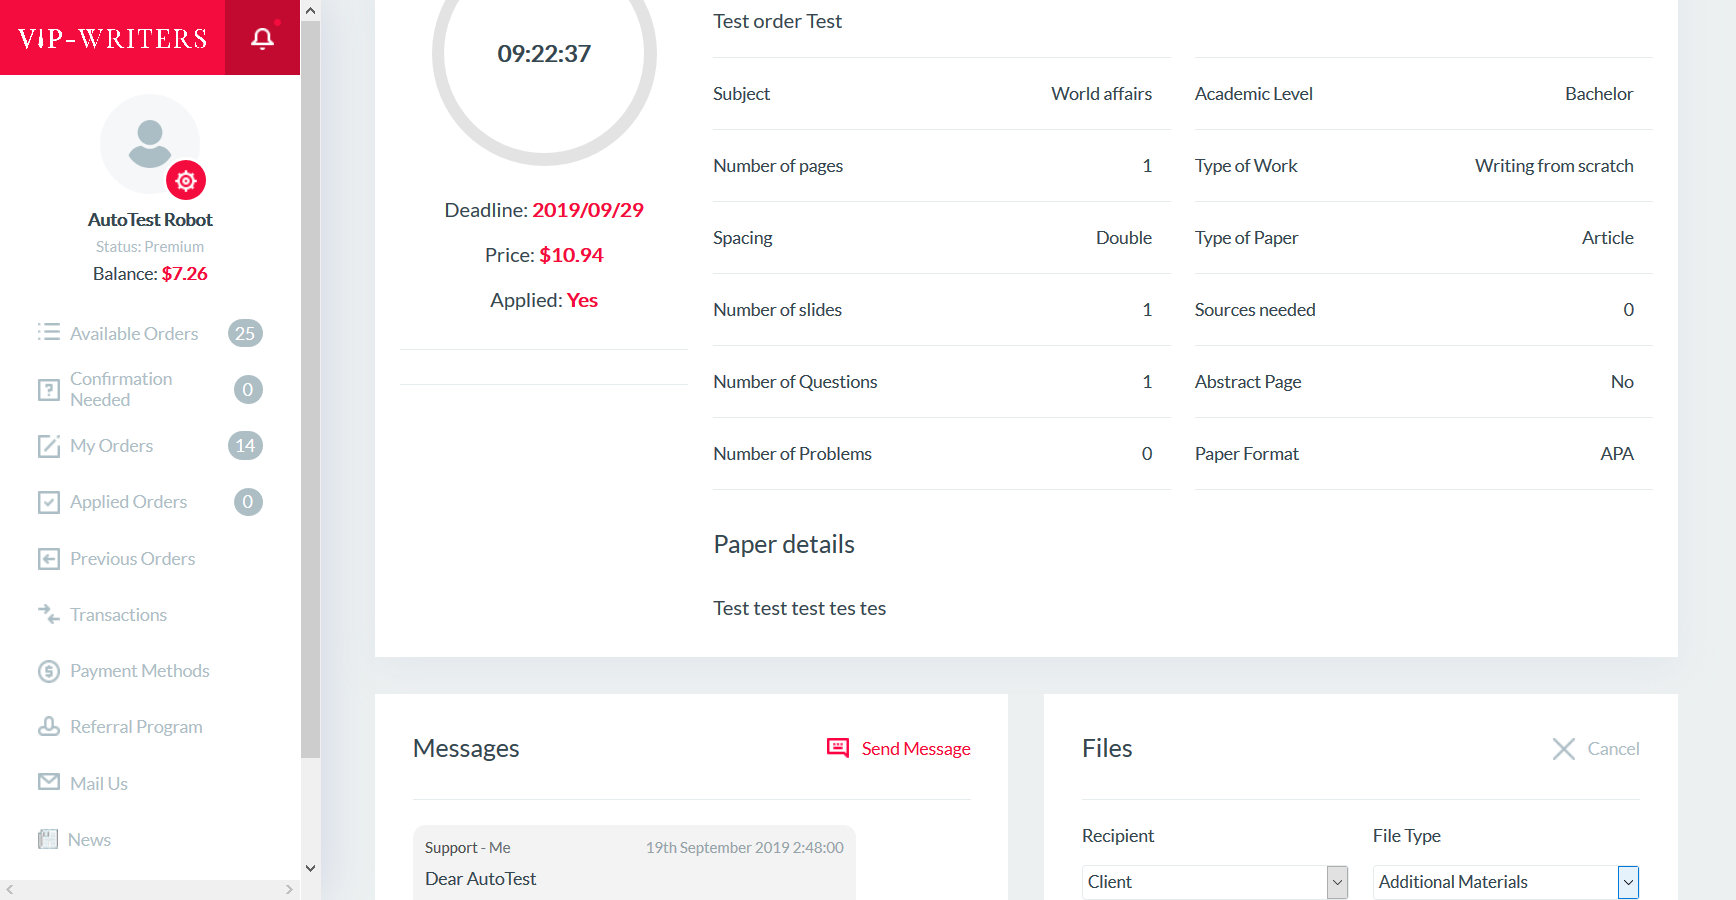 VIP-WRITERS
AutoTest Robot
Status: Premium
Balance: $7.26
Available Orders 25
Confirmation
Needed 0
My Orders 14
Applied Orders 0
Previous Orders
Transactions
Payment Methods
Referral Program
Mail Us
News
09:22:37
Deadline: 2019/09/29
Price: $10.94
Applied: Yes
Test order Test
Subject World affairs
Number of pages 1
Spacing Double
Number of slides 1
Number of Questions 1
Number of Problems 0
Academic Level Bachelor
Type of Work Writing from scratch
Type of Paper Article
Sources needed 0
Abstract Page No
Paper Format APA
Paper details
Test test test tes tes
Messages Send Message
Support - Me 19th September 2019 2:48:00
Dear AutoTest
Files Cancel
Recipient File Type
Client Additional Materials